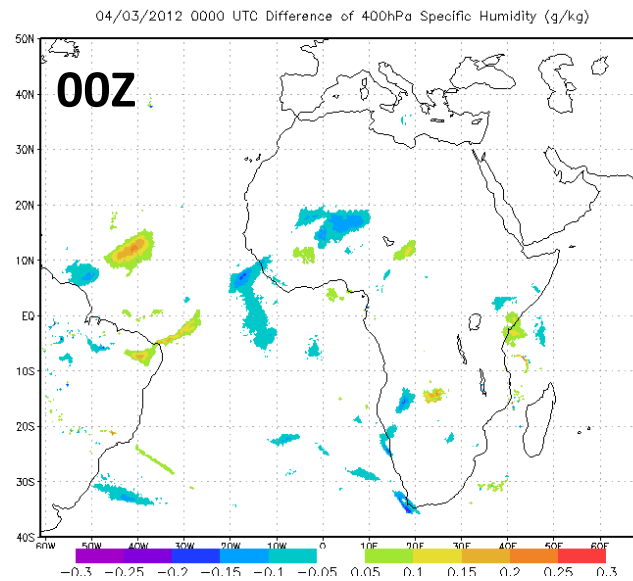 04/03/2012 0000 UTC Difference of 400hPa Specific Humidity (g/kg)
50N
00Z
40N
30N
20N
10N
EQ
10S
20S
30S
40S
60W 50W 40W 30W 20W 10W 0 10E 20E 30E 40E 50E 60E
-0.3 -0.25 -0.2 -0.15 -0.1 -0.05 0.05 0.1 0.15 0.2 0.25 0.3